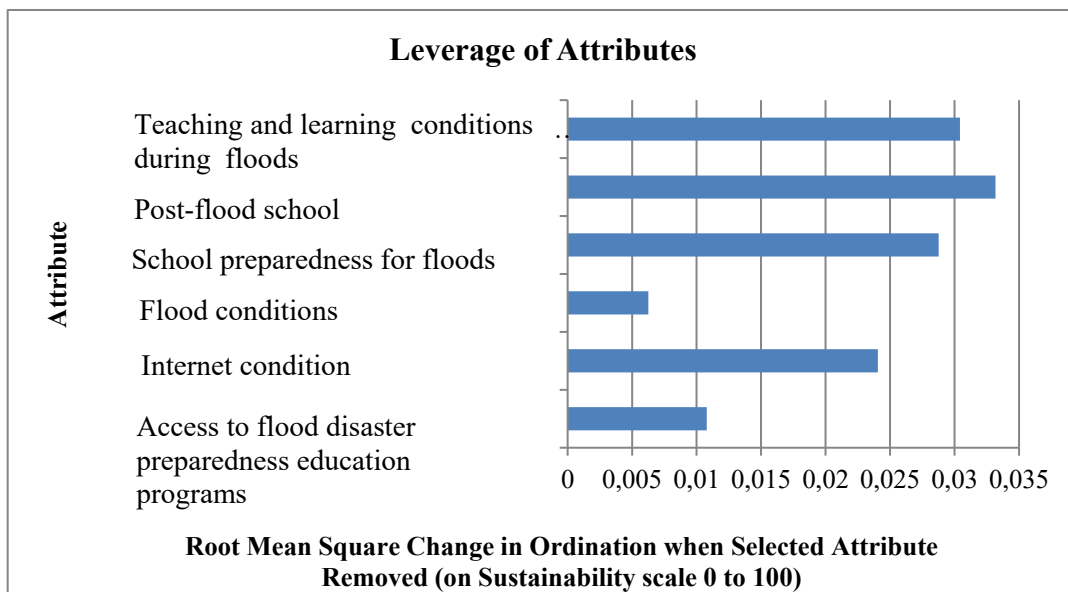 Leverage of Attributes
Attribute
Teaching and learning conditions ..
during floods
Post-flood school
School preparedness for floods
Flood conditions
Internet condition
Access to flood disaster
preparedness education
programs
0 0,005 0,01 0,015 0,02 0,025 0,03 0,035
Root Mean Square Change in Ordination when Selected Attribute
Removed (on Sustainability scale 0 to 100)